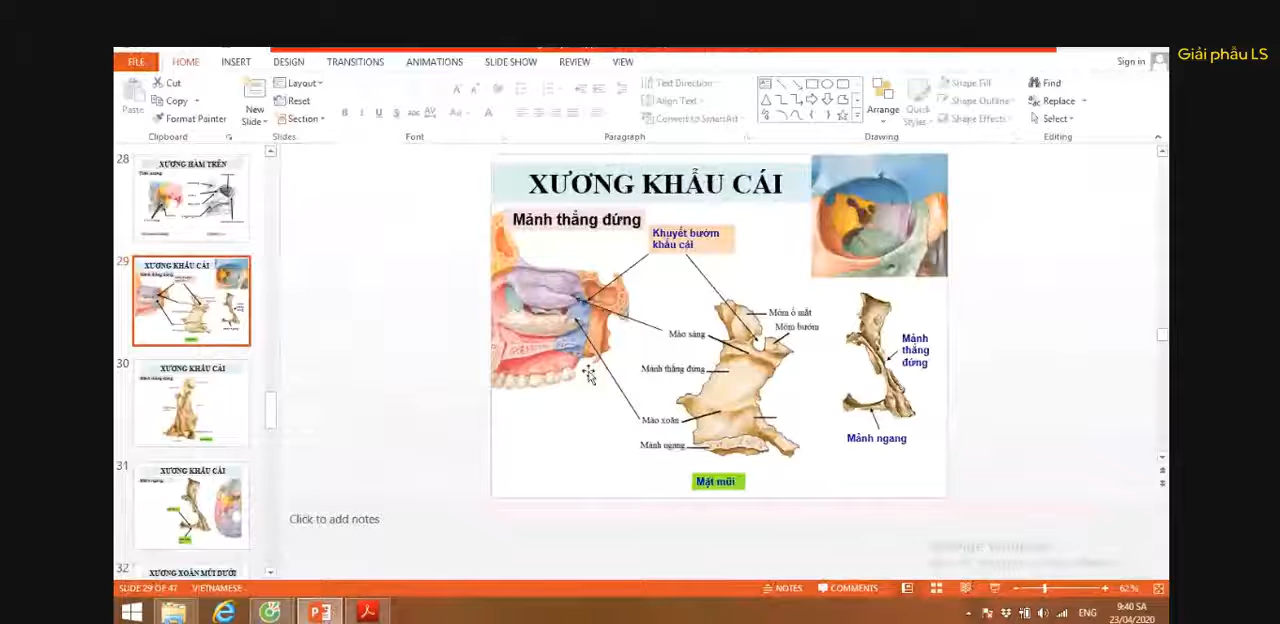 Giải phẫu LS
FILE HOME INSERT DESIGN TRANSITIONS ANIMATIONS SLIDE SHOW REVIEW VIEW
Sign in
Paste
Cut
Copy
Format Painter
Clipboard
New
Slide
Layout
Reset
Section
Slides
Font
Text Direction
Align Text
Convert to SmartArt
Paragraph
Arrange
Quick
Styles
Shape Fill
Shape Outline
Shape Effects
Drawing
Find
Replace
Select
Editing
28
XƯƠNG HÀM TRÊN
29
XƯƠNG KHẨU CÁI
30
XƯƠNG KHẨU CÁI
31
XƯƠNG KHẨU CÁI
32
XƯƠNG XOĂN MŨI DƯỚI
XƯƠNG KHẨU CÁI
Mảnh thẳng đứng
Khuyết bướm
khẩu cái
Mỏm ổ mắt
Mỏm bướm
Mào sàng
Mảnh thẳng đứng
Mào xoăn
Mảnh ngang
Mặt mũi
Mảnh
thẳng
đứng
Mảnh ngang
Click to add notes
SLIDE 29 OF 47 VIETNAMESE
NOTES COMMENTS 62%
ENG
9:40 SA
23/04/2020